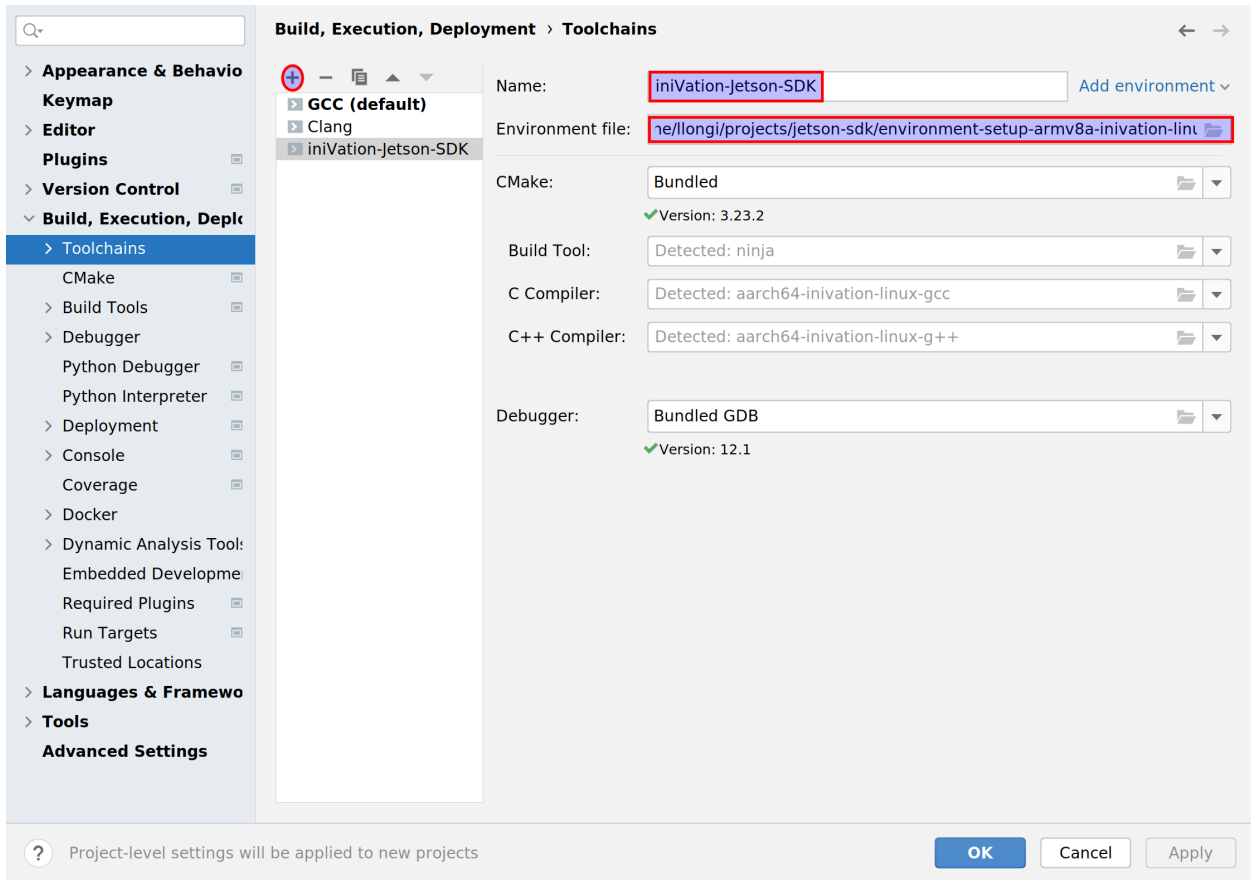 Build, Execution, Deployment › Toolchains
Appearance & Behavio
Keymap
Editor
Plugins
Version Control
Build, Execution, Deplo
Toolchains
CMake
Build Tools
Debugger
Python Debugger
Python Interpreter
Deployment
Console
Coverage
Docker
Dynamic Analysis Tools
Embedded Developme
Required Plugins
Run Targets
Trusted Locations
Languages & Framewo
Tools
Advanced Settings
GCC (default)
Clang
iniVation-Jetson-SDK
Name: iniVation-Jetson-SDK Add environment
Environment file: ne/llongi/projects/jetson-sdk/environment-setup-armv8a-inivation-linu
CMake: Bundled
Version: 3.23.2
Build Tool: Detected: ninja
C Compiler: Detected: aarch64-inivation-linux-gcc
C++ Compiler: Detected: aarch64-inivation-linux-g++
Debugger: Bundled GDB
Version: 12.1
? Project-level settings will be applied to new projects
OK Cancel Apply